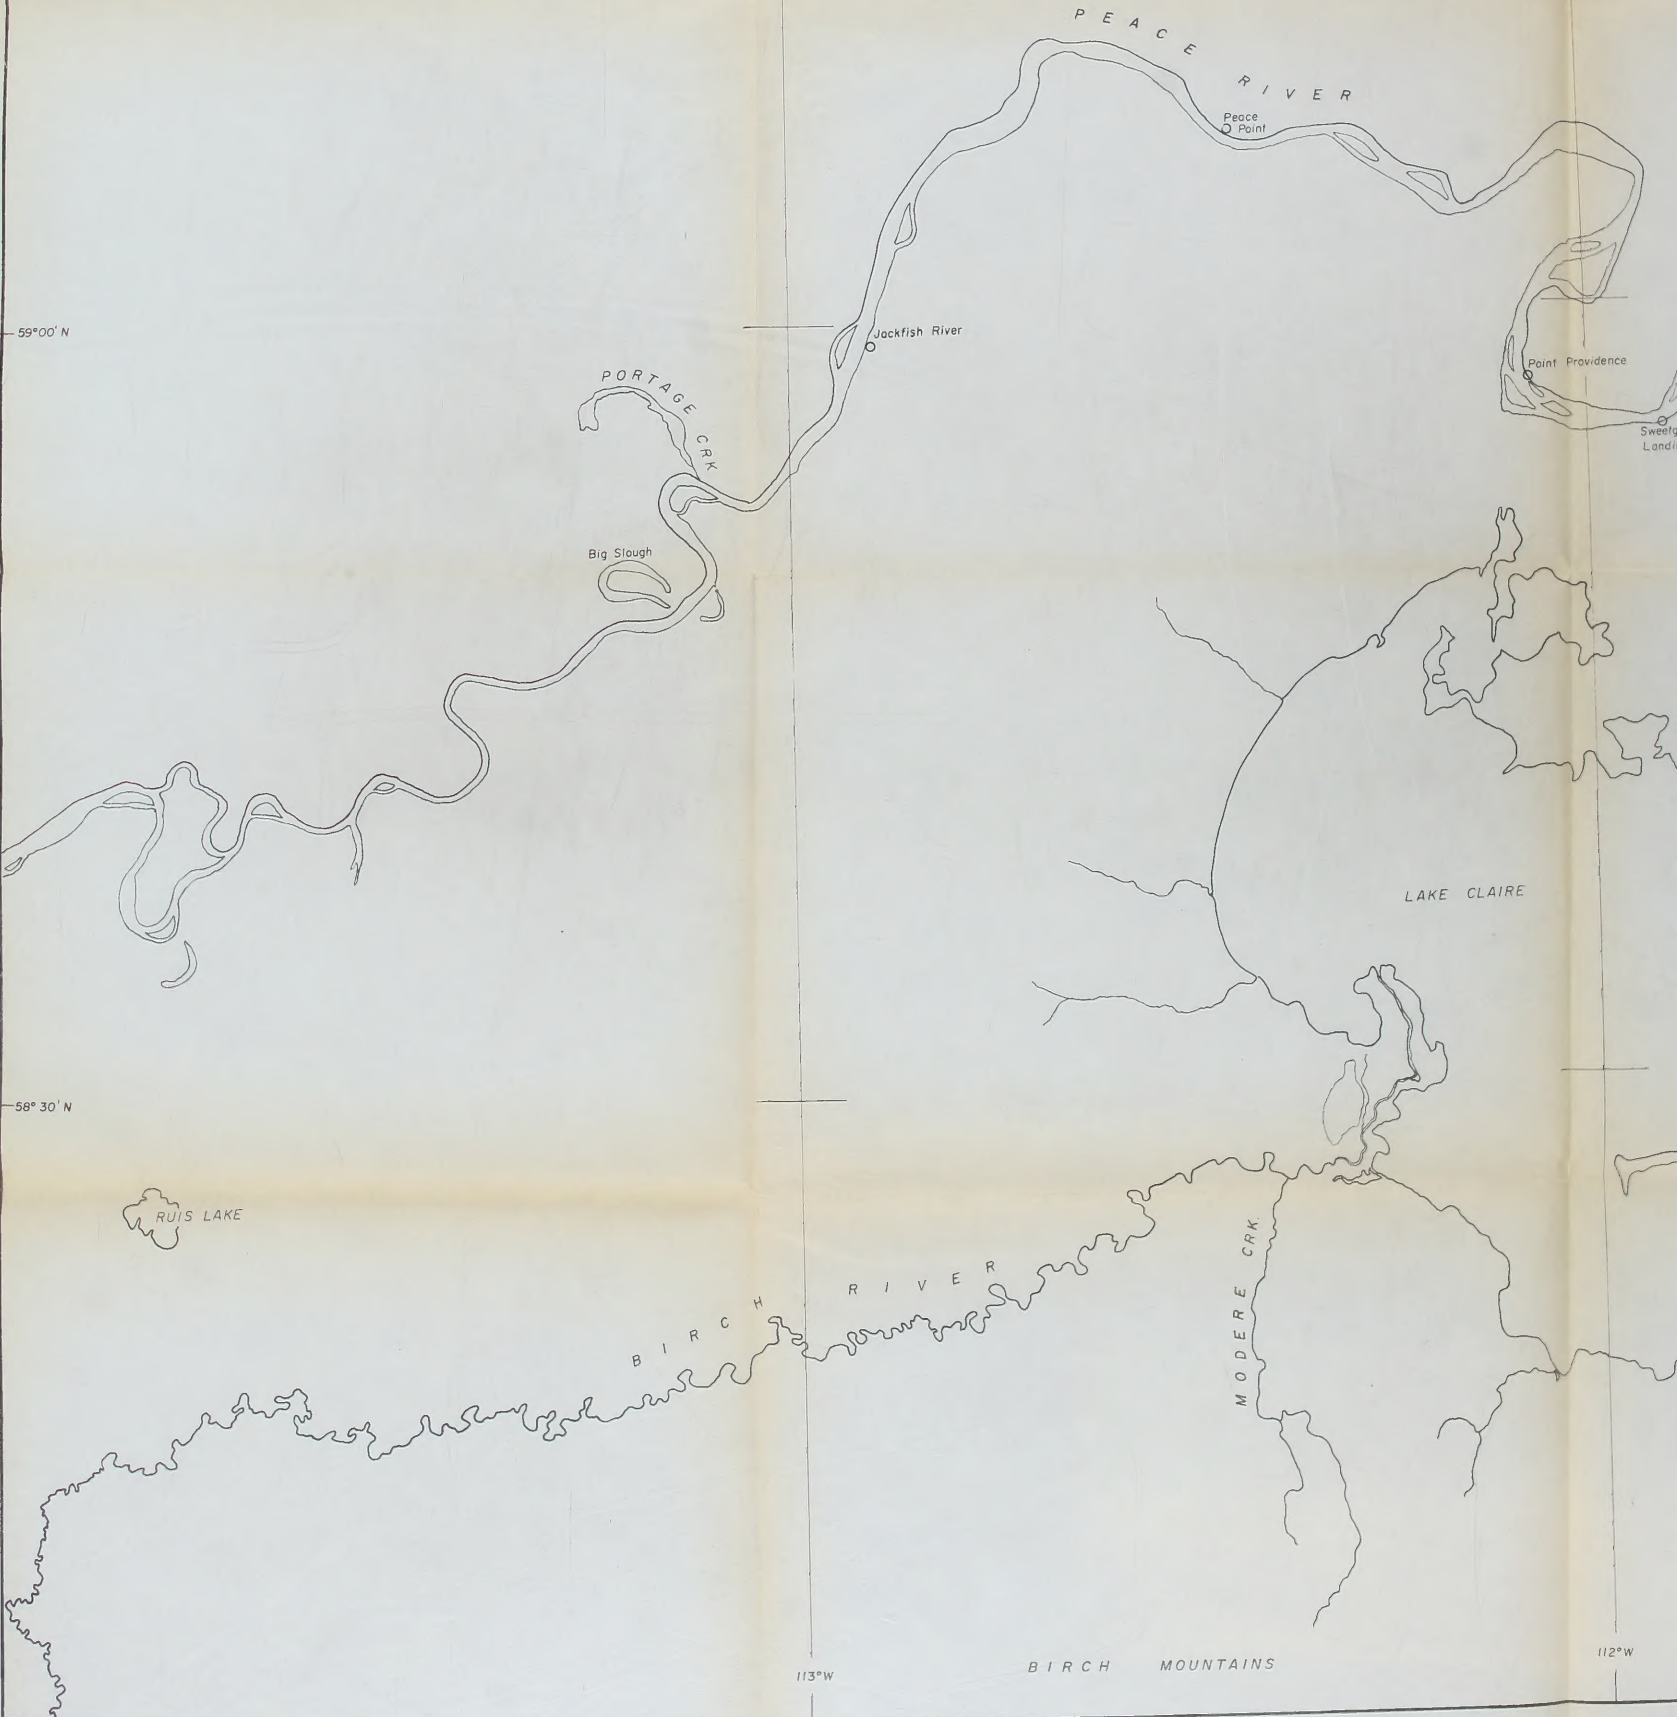 PEACE RIVER
Peace
Point
59°00' N
Jackfish River
Point Providence
PORTAGE CRK
Landi
Big Slough
LAKE CLAIRE
58° 30' N
RUIS LAKE
MODERE CRK.
BIRCH RIVER
112° W
BIRCH MOUNTAINS
113° W